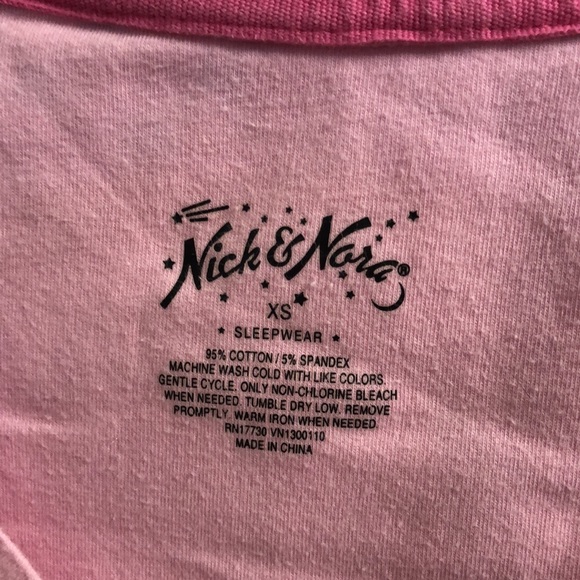 Nick & Nora®
XS
SLEEPWEAR
95% COTTON / 5% SPANDEX
MACHINE WASH COLD WITH LIKE COLORS.
GENTLE CYCLE. ONLY NON-CHLORINE BLEACH
WHEN NEEDED. TUMBLE DRY LOW. REMOVE
PROMPTLY. WARM IRON WHEN NEEDED.
RN17730 VN1300110
MADE IN CHINA